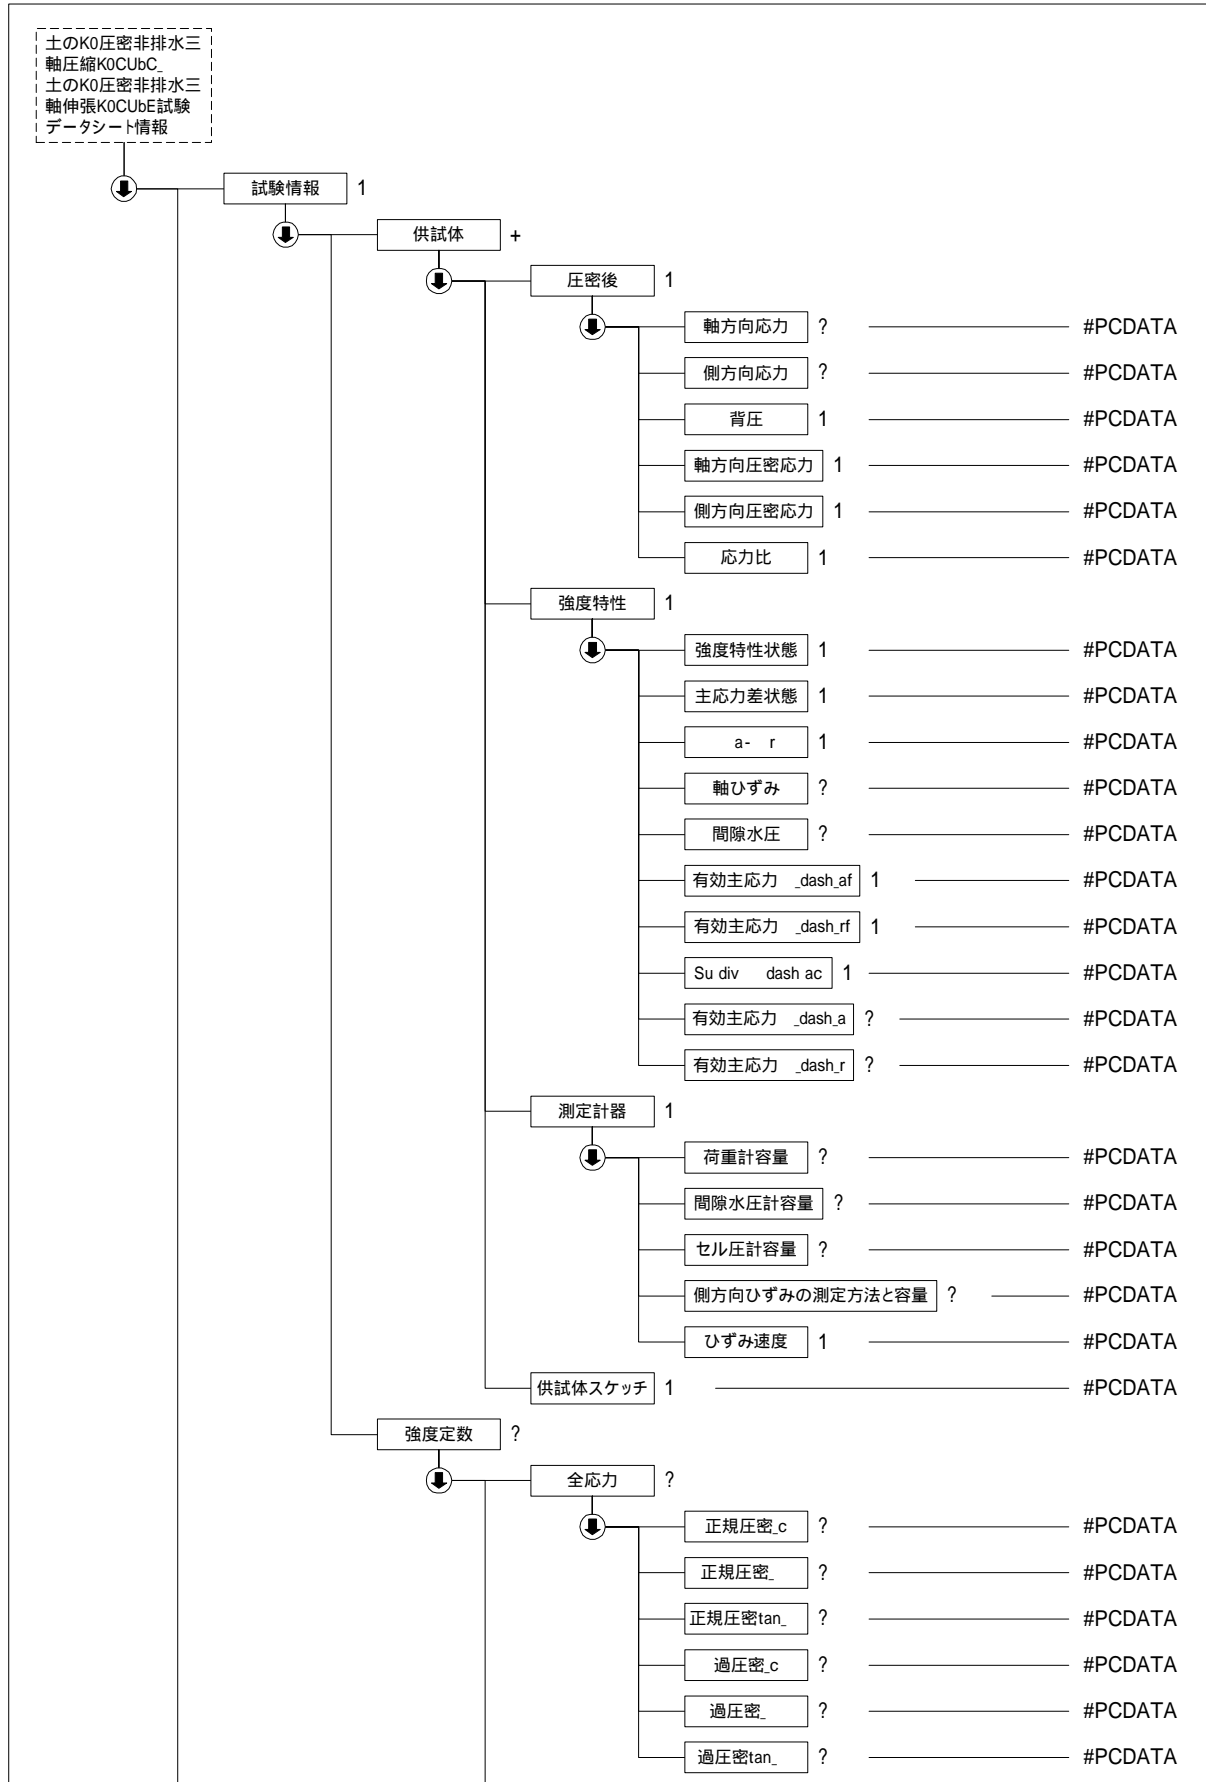 土のK0圧密非排水三
軸圧縮K0CUbC_
土のK0圧密非排水三
軸伸張K0CUbE試験
データシート情報
試験情報 1
供試体 +
圧密後 1
軸方向応力 ? #PCDATA
側方向応力 ? #PCDATA
背圧 1 #PCDATA
軸方向圧密応力 1 #PCDATA
側方向圧密応力 1 #PCDATA
応力比 1 #PCDATA
強度特性 1
強度特性状態 1 #PCDATA
主応力差状態 1 #PCDATA
a- r 1 #PCDATA
軸ひずみ ? #PCDATA
間隙水圧 ? #PCDATA
有効主応力 _dash_af 1 #PCDATA
有効主応力 _dash_rf 1 #PCDATA
Su div dash ac 1 #PCDATA
有効主応力 _dash_a ? #PCDATA
有効主応力 _dash_r ? #PCDATA
測定計器 1
荷重計容量 ? #PCDATA
間隙水圧計容量 ? #PCDATA
セル圧計容量 ? #PCDATA
側方向ひずみの測定方法と容量 ? #PCDATA
ひずみ速度 1 #PCDATA
供試体スケッチ 1 #PCDATA
強度定数 ?
全応力 ?
正規圧密_c ? #PCDATA
正規圧密_ ? #PCDATA
正規圧密tan_ ? #PCDATA
過圧密_c ? #PCDATA
過圧密_ ? #PCDATA
過圧密tan_ ? #PCDATA